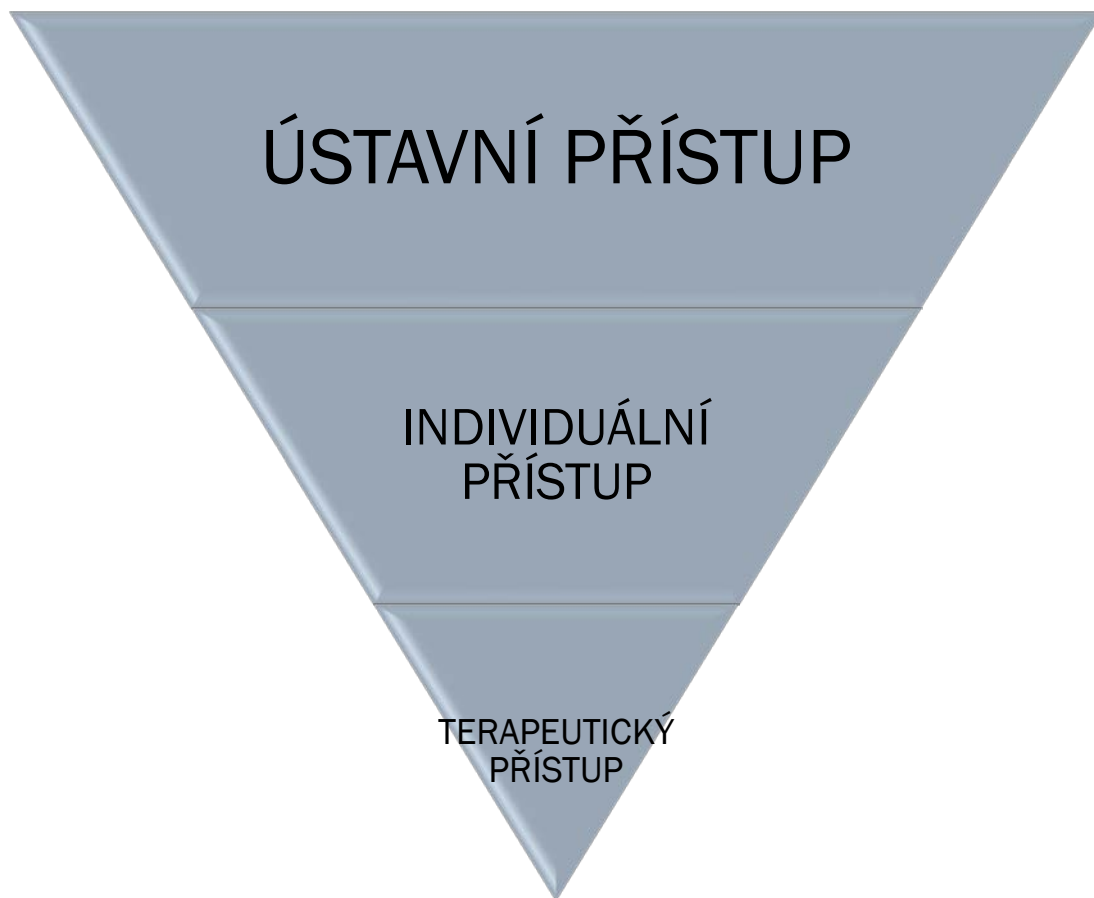 ÚSTAVNÍ PŘÍSTUP
INDIVIDUÁLNÍ
PŘÍSTUP
TERAPEUTICKÝ
PŘÍSTUP